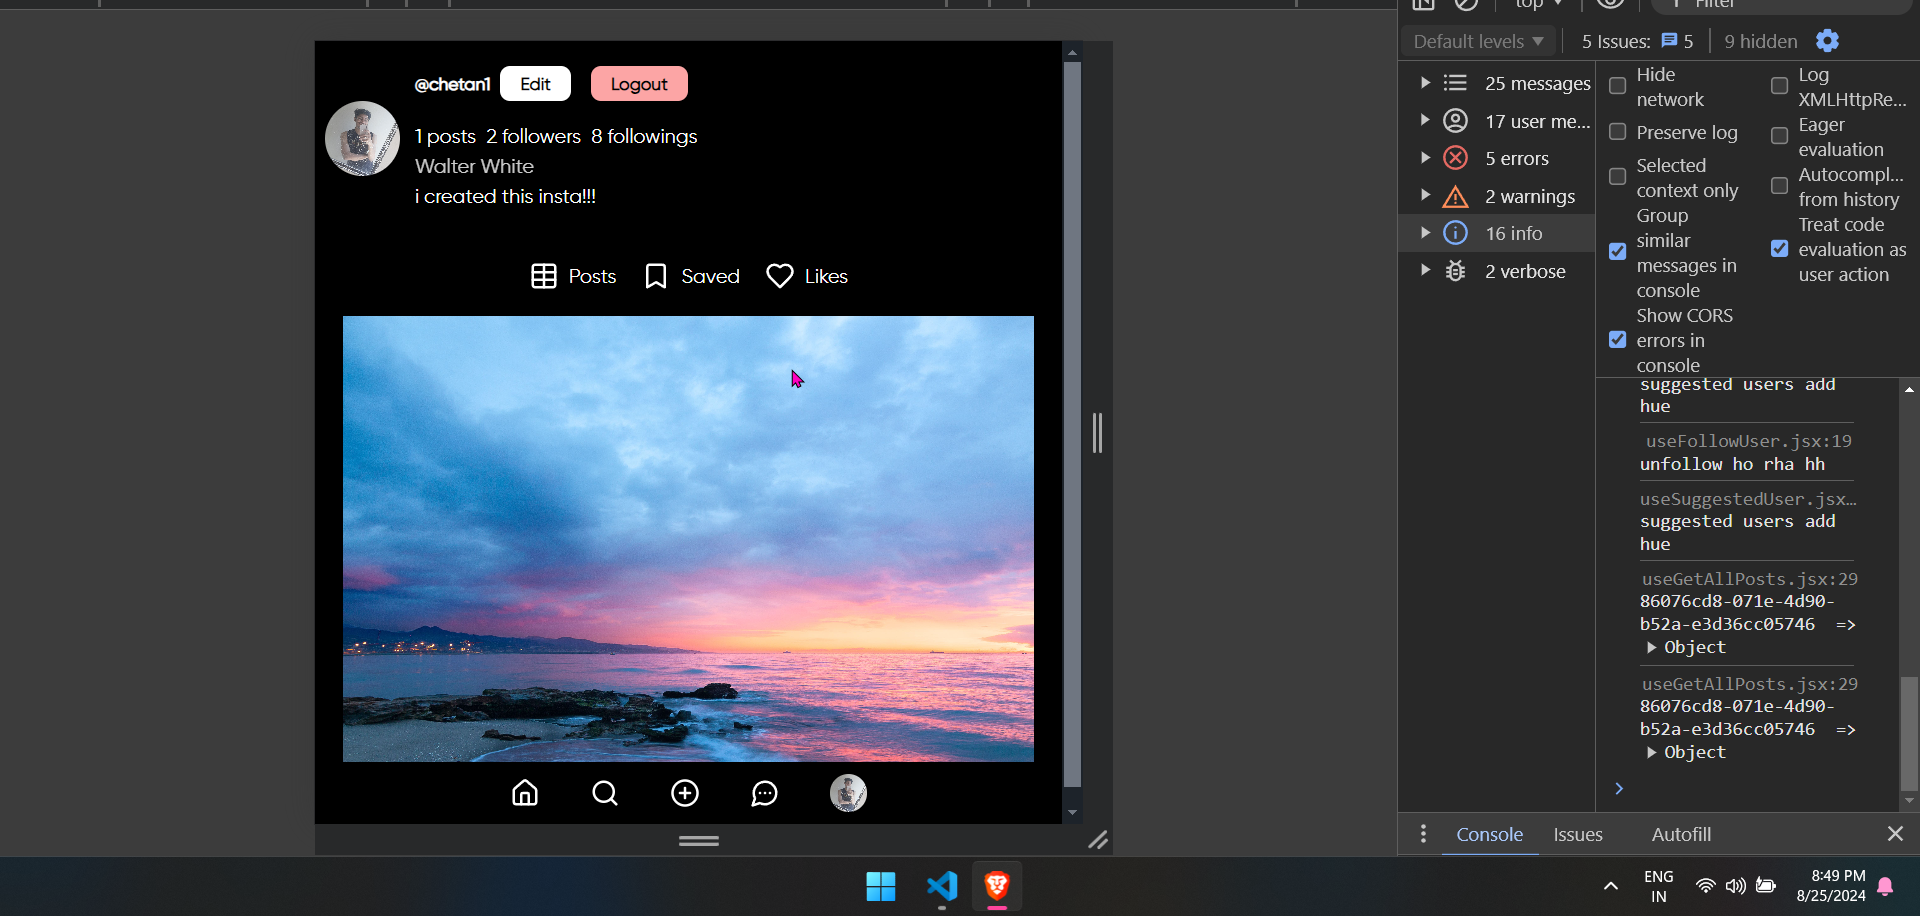 top
Filter
Default levels
5 Issues:
5
9 hidden
@chetan1
Edit
Logout
1 posts 2 followers 8 followings
Walter White
i created this insta!!!
Posts
Saved
Likes
25 messages
17 user me...
5 errors
2 warnings
16 info
2 verbose
Hide
network
Preserve log
Selected
context only
Group
similar
messages in
console
Show CORS
errors in
console
Log
XMLHttpRe...
Eager
evaluation
Autocompl...
from history
Treat code
evaluation as
user action
suggested users add
hue
useFollowUser.jsx:19
unfollow ho rha hh
useSuggestedUser.jsx…
suggested users add
hue
useGetAllPosts.jsx:29
86076cd8-071e-4d90-
b52a-e3d36cc05746 =>
Object
useGetAllPosts.jsx:29
86076cd8-071e-4d90-
b52a-e3d36cc05746 =>
Object
Console
Issues
Autofill
ENG
IN
8:49 PM
8/25/2024